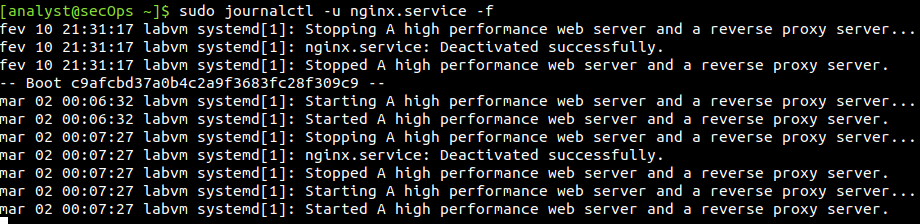 [analyst@secOps ~]$ sudo journalctl -u nginx.service -f
fev 10 21:31:17 labvm systemd[1]: Stopping A high performance web server and a reverse proxy server...
fev 10 21:31:17 labvm systemd[1]: nginx.service: Deactivated successfully.
fev 10 21:31:17 labvm systemd[1]: Stopped A high performance web server and a reverse proxy server.
-- Boot c9afcbd37a0b4c2a9f3683fc28f309c9 --
mar 02 00:06:32 labvm systemd[1]: Starting A high performance web server and a reverse proxy server...
mar 02 00:06:32 labvm systemd[1]: Started A high performance web server and a reverse proxy server.
mar 02 00:07:27 labvm systemd[1]: Stopping A high performance web server and a reverse proxy server...
mar 02 00:07:27 labvm systemd[1]: nginx.service: Deactivated successfully.
mar 02 00:07:27 labvm systemd[1]: Stopped A high performance web server and a reverse proxy server.
mar 02 00:07:27 labvm systemd[1]: Starting A high performance web server and a reverse proxy server...
mar 02 00:07:27 labvm systemd[1]: Started A high performance web server and a reverse proxy server.